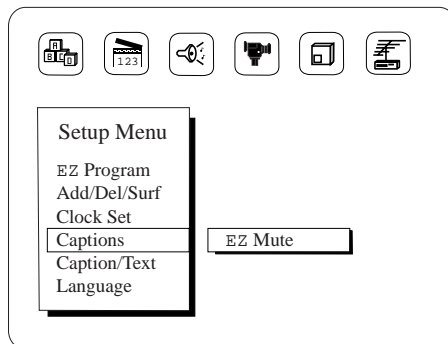 A
B C D
123
Setup Menu
EZ Program
Add/Del/Surf
Clock Set
Captions
EZ Mute
Caption/Text
Language